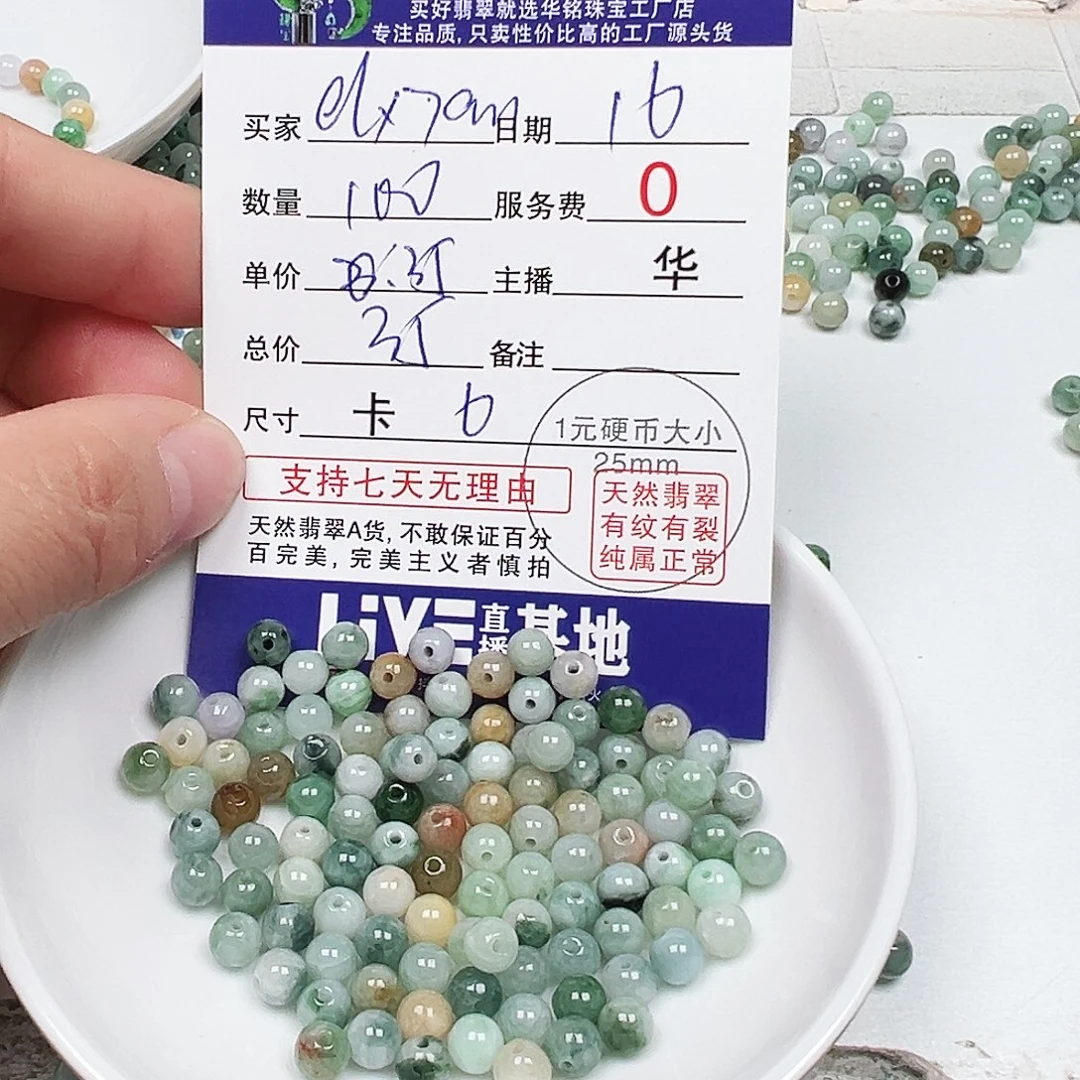 买好翡翠就选华铭珠宝工厂店
专注品质,只卖性价比高的工厂源头货
买家 日期 16
数量 100 服务费 0
单价 主播 华
总价 35 备注
尺寸 卡 6
1元硬币大小
25mm
支持七天无理由
天然翡翠
有纹有裂
纯属正常
天然翡翠A货,不敢保证百分
百完美,完美主义者慎拍
LiVE直播基地